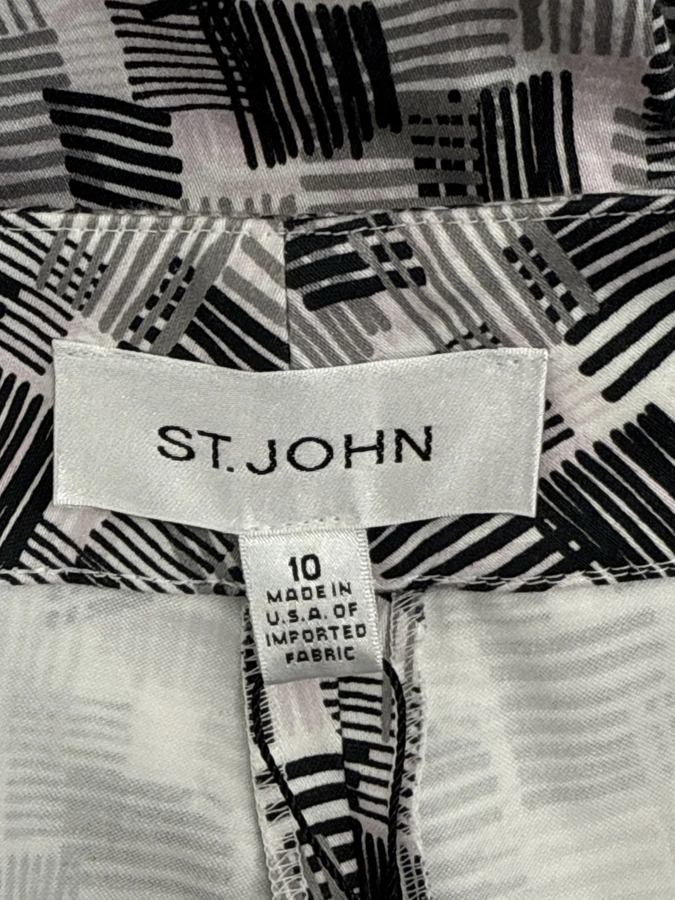 ST. JOHN
10
MADE IN
U.S.A. OF
IMPORTED
FABRIC